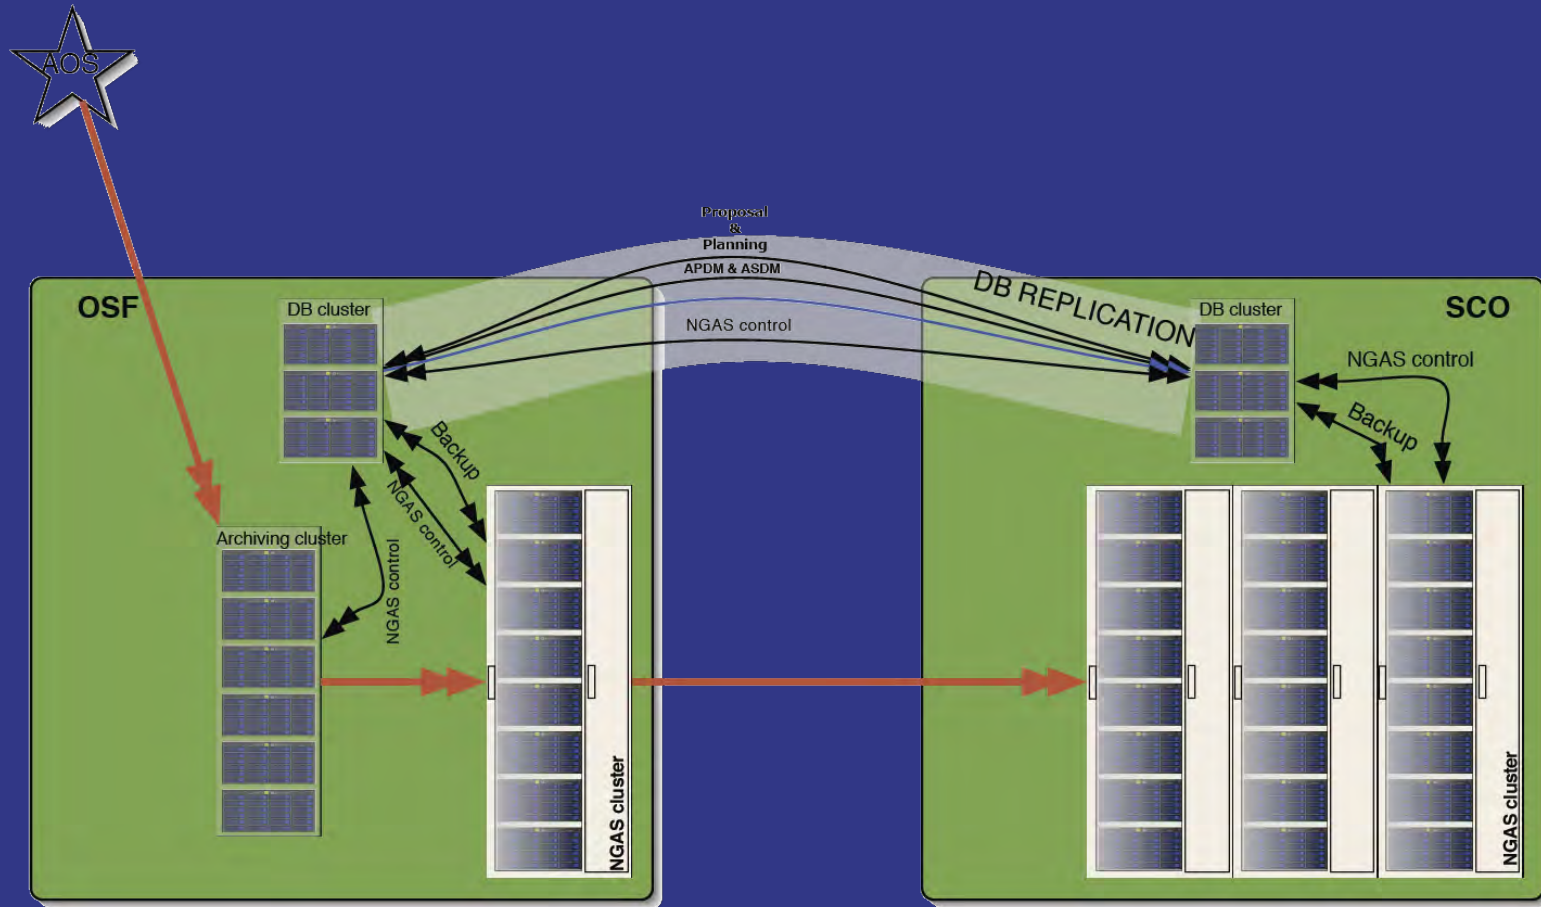 AOS
Proposal
&
Planning
APDM & ASDM
NGAS control
DB REPLICATION
OSF
DB cluster
Backup
NGAS control
NGAS control
Archiving cluster
NGAS cluster
SCO
DB cluster
NGAS control
Backup
NGAS cluster